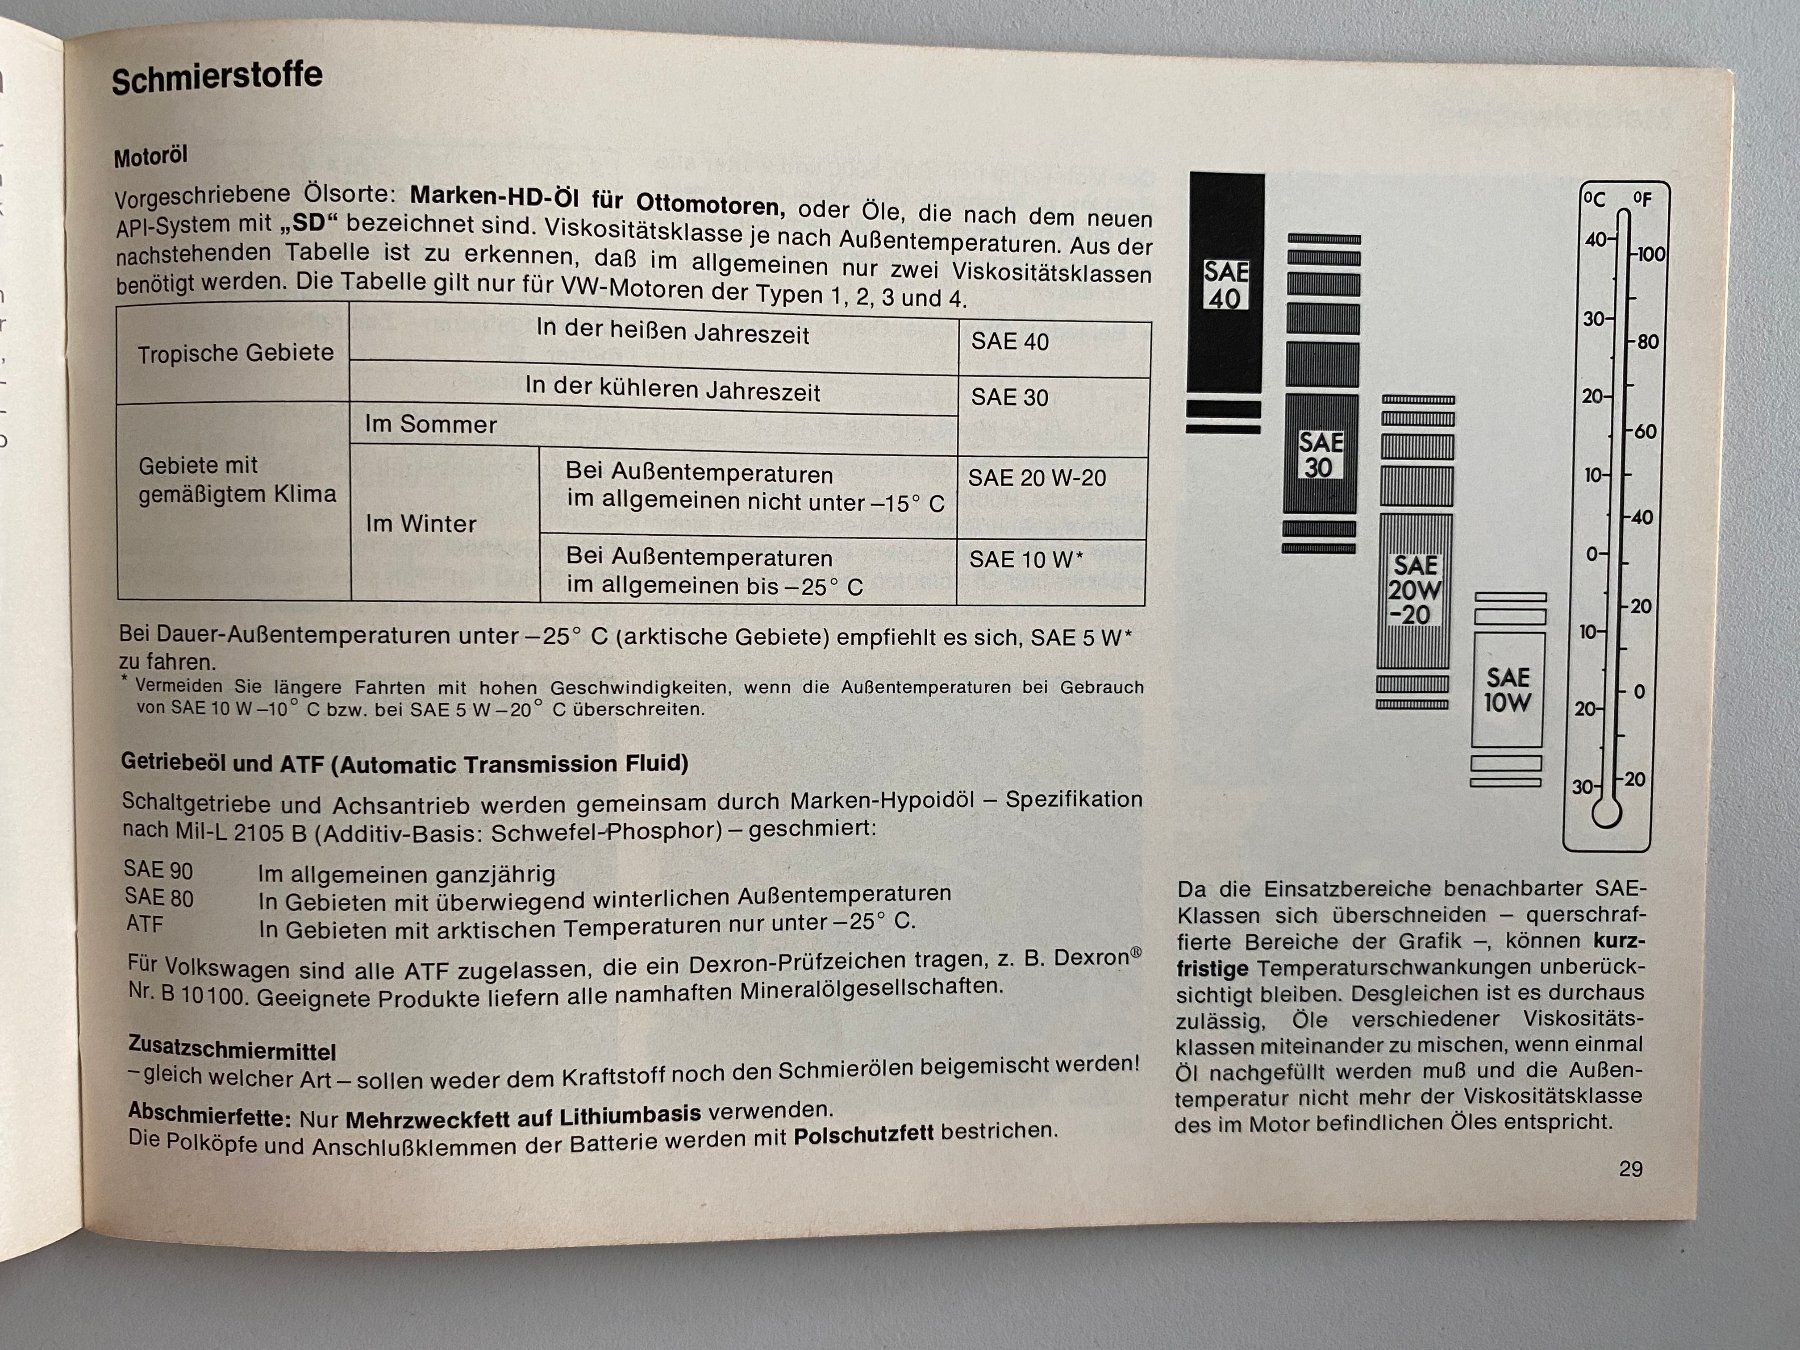 Schmierstoffe
Motoröl
Vorgeschriebene Ölsorte: Marken-HD-Öl für Ottomotoren, oder Öle, die nach dem neuen
API-System mit „SD“ bezeichnet sind. Viskositätsklasse je nach Außentemperaturen. Aus der
nachstehenden Tabelle ist zu erkennen, daß im allgemeinen nur zwei Viskositätsklassen
benötigt werden. Die Tabelle gilt nur für VW-Motoren der Typen 1, 2, 3 und 4.
Tropische Gebiete
In der heißen Jahreszeit
SAE 40
In der kühleren Jahreszeit
SAE 30
Gebiete mit
gemäßigtem Klima
Im Sommer
Im Winter
Bei Außentemperaturen
im allgemeinen nicht unter –15° C
SAE 20 W-20
Bei Außentemperaturen
im allgemeinen bis –25° C
SAE 10 W*
Bei Dauer-Außentemperaturen unter –25° C (arktische Gebiete) empfiehlt es sich, SAE 5 W*
zu fahren.
* Vermeiden Sie längere Fahrten mit hohen Geschwindigkeiten, wenn die Außentemperaturen bei Gebrauch
von SAE 10 W –10° C bzw. bei SAE 5 W –20° C überschreiten.
Getriebeöl und ATF (Automatic Transmission Fluid)
Schaltgetriebe und Achsantrieb werden gemeinsam durch Marken-Hypoidöl – Spezifikation
nach Mil-L 2105 B (Additiv-Basis: Schwefel-Phosphor) – geschmiert:
SAE 90 Im allgemeinen ganzjährig
SAE 80 In Gebieten mit überwiegend winterlichen Außentemperaturen
ATF In Gebieten mit arktischen Temperaturen nur unter –25° C.
Für Volkswagen sind alle ATF zugelassen, die ein Dexron-Prüfzeichen tragen, z. B. Dexron®
Nr. B 10100. Geeignete Produkte liefern alle namhaften Mineralölgesellschaften.
Zusatzschmiermittel
– gleich welcher Art – sollen weder dem Kraftstoff noch den Schmierölen beigemischt werden!
Abschmierfette: Nur Mehrzweckfett auf Lithiumbasis verwenden.
Die Polköpfe und Anschlußklemmen der Batterie werden mit Polschutzfett bestrichen.
SAE
40
SAE
30
SAE
20W
-20
SAE
10W
°C °F
40
100
30
80
20
60
10
40
0
20
10
0
20
20
30
Da die Einsatzbereiche benachbarter SAE-
Klassen sich überschneiden – querschraf-
fierte Bereiche der Grafik –, können kurz-
fristige Temperaturschwankungen unberück-
sichtigt bleiben. Desgleichen ist es durchaus
zulässig, Öle verschiedener Viskositäts-
klassen miteinander zu mischen, wenn einmal
Öl nachgefüllt werden muß und die Außen-
temperatur nicht mehr der Viskositätsklasse
des im Motor befindlichen Öles entspricht.
29